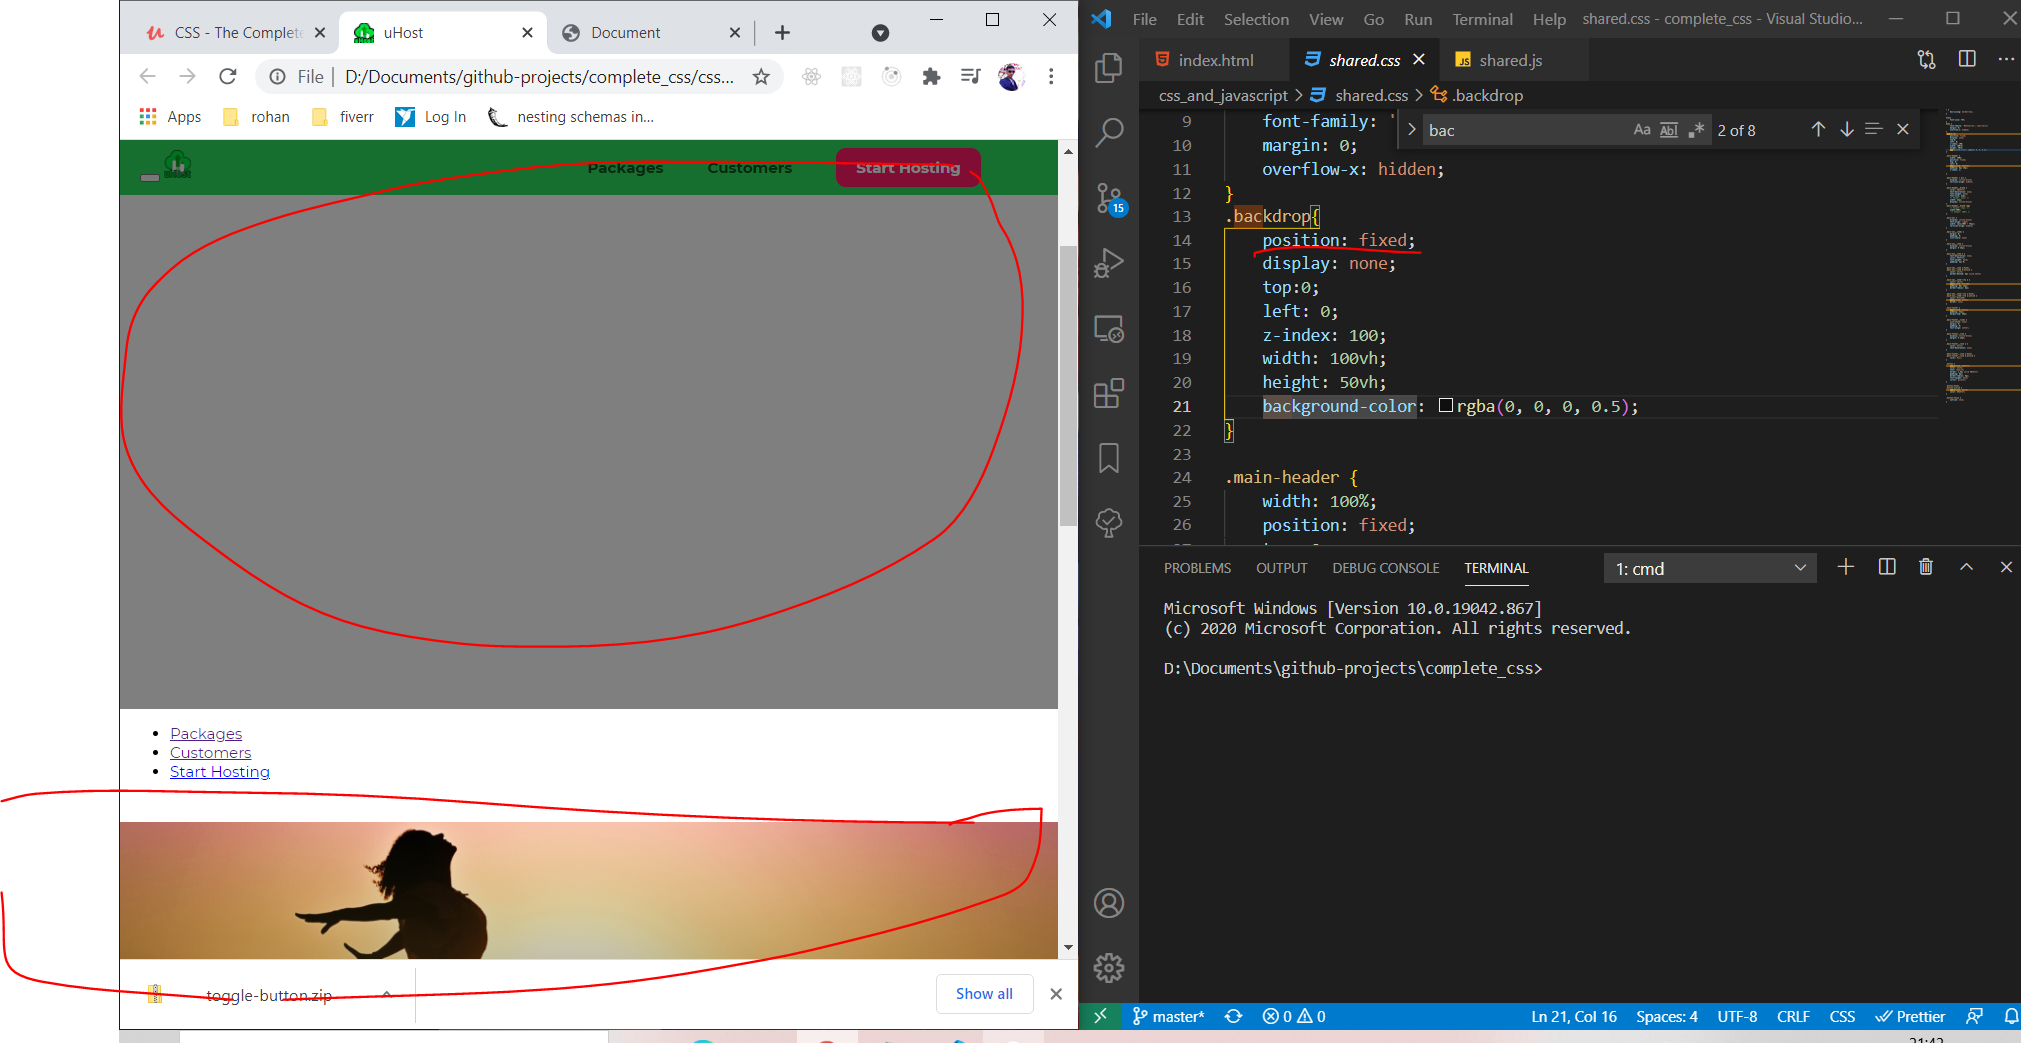 CSS - The Complete
uHost
Document
File
D:/Documents/github-projects/complete_css/css...
Apps
rohan
fiverr
Log In
nesting schemas in...
Packages
Customers
Start Hosting
Packages
Customers
Start Hosting
toggle-button.zip
Show all
File Edit Selection View Go Run Terminal Help
shared.css - complete_css - Visual Studio...
index.html
shared.css
JS shared.js
css_and_javascript > shared.css > .backdrop
bac
Aa Abl .* 2 of 8
15
9 font-family: '
10 margin: 0;
11 overflow-x: hidden;
12 }
13 .backdrop{
14 position: fixed;
15 display: none;
16 top:0;
17 left: 0;
18 z-index: 100;
19 width: 100vh;
20 height: 50vh;
21 background-color: rgba(0, 0, 0, 0.5);
22 }
23
24 .main-header {
25 width: 100%;
26 position: fixed;
PROBLEMS OUTPUT DEBUG CONSOLE TERMINAL
1: cmd
Microsoft Windows [Version 10.0.19042.867]
(c) 2020 Microsoft Corporation. All rights reserved.
D:\Documents\github-projects\complete_css>
master* 0 0 Ln 21, Col 16 Spaces: 4 UTF-8 CRLF CSS Prettier